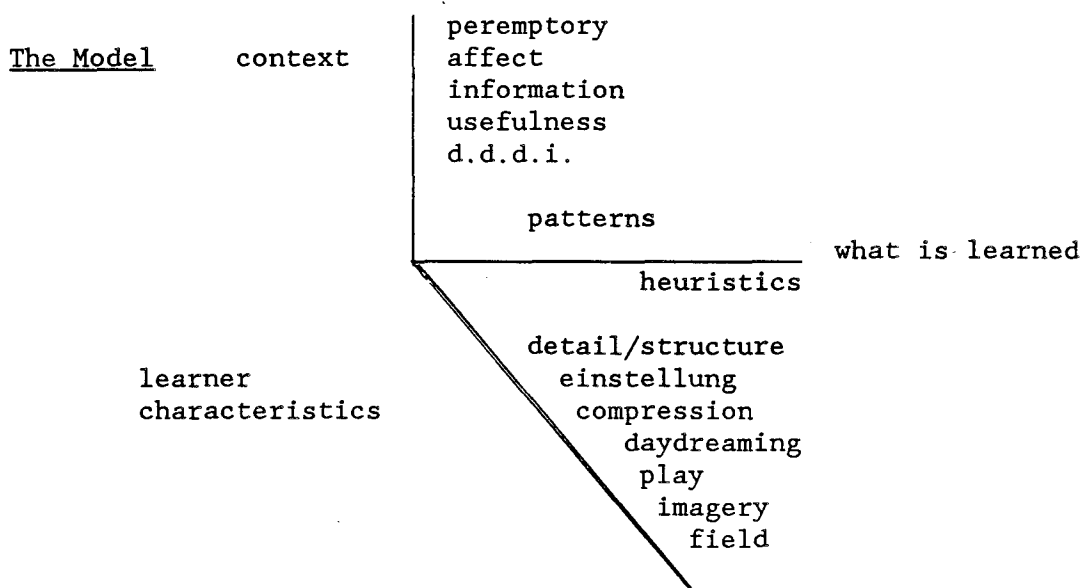 The Model context
peremptory
affect
information
usefulness
d.d.d.i.
patterns
what is learned
heuristics
learner
characteristics
detail/structure
einstellung
compression
daydreaming
play
imagery
field